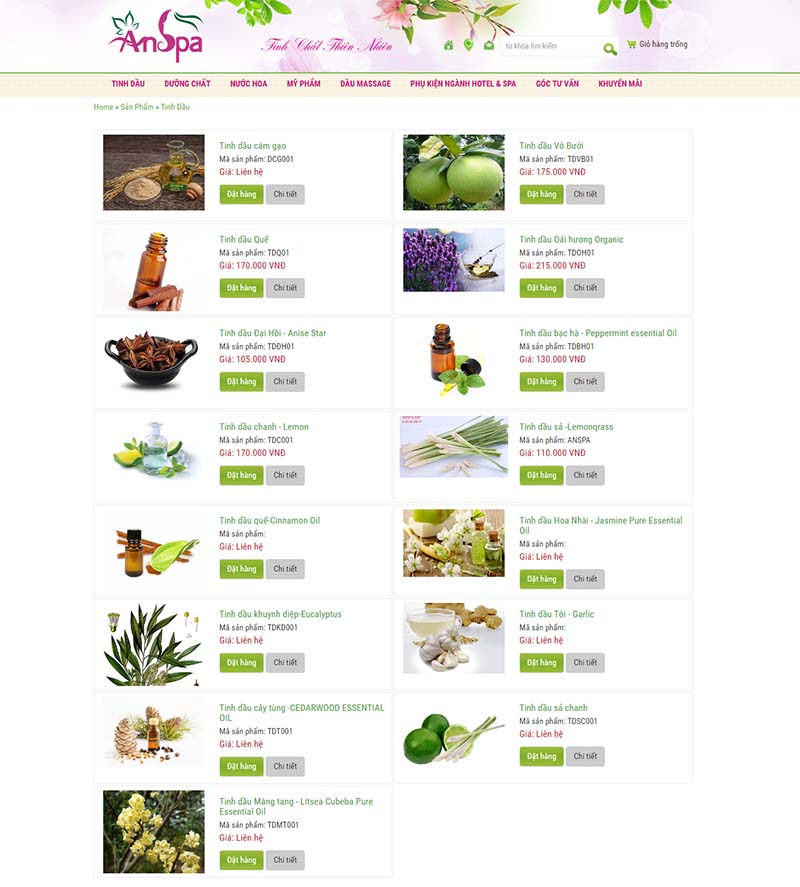 AnSpa
Tinh Chất Thiên Nhiên
từ khóa tìm kiếm
Giỏ hàng trống
TINH DẦU DƯỠNG CHẤT NƯỚC HOA MỸ PHẨM DẦU MASSAGE PHỤ KIỆN NGÀNH HOTEL & SPA GÓC TƯ VẤN KHUYẾN MÃI
Home » Sản Phẩm » Tinh Dầu
Tinh dầu cám gạo
Mã sản phẩm: DCG001
Giá: Liên hệ
Đặt hàng Chi tiết
Tinh dầu Vỏ Bưởi
Mã sản phẩm: TDVB01
Giá: 175.000 VNĐ
Đặt hàng Chi tiết
Tinh dầu Quế
Mã sản phẩm: TDQ01
Giá: 170.000 VNĐ
Đặt hàng Chi tiết
Tinh dầu Oải hương Organic
Mã sản phẩm: TDOH01
Giá: 215.000 VNĐ
Đặt hàng Chi tiết
Tinh dầu Đại Hồi - Anise Star
Mã sản phẩm: TDĐH01
Giá: 105.000 VNĐ
Đặt hàng Chi tiết
Tinh dầu bạc hà - Peppermint essential Oil
Mã sản phẩm: TDBH01
Giá: 130.000 VNĐ
Đặt hàng Chi tiết
Tinh dầu chanh - Lemon
Mã sản phẩm: TDC001
Giá: 170.000 VNĐ
Đặt hàng Chi tiết
Tinh dầu sả -Lemongrass
Mã sản phẩm: ANSPA
Giá: 110.000 VNĐ
Đặt hàng Chi tiết
Tinh dầu quế-Cinnamon Oil
Mã sản phẩm:
Giá: Liên hệ
Đặt hàng Chi tiết
Tinh dầu Hoa Nhài - Jasmine Pure Essential
Oil
Mã sản phẩm:
Giá: Liên hệ
Đặt hàng Chi tiết
Tinh dầu khuynh diệp-Eucalyptus
Mã sản phẩm: TDKD001
Giá: Liên hệ
Đặt hàng Chi tiết
Tinh dầu Tỏi - Garlic
Mã sản phẩm:
Giá: Liên hệ
Đặt hàng Chi tiết
Tinh dầu cây tùng -CEDARWOOD ESSENTIAL
OIL
Mã sản phẩm: TDT001
Giá: Liên hệ
Đặt hàng Chi tiết
Tinh dầu sả chanh
Mã sản phẩm: TDSC001
Giá: Liên hệ
Đặt hàng Chi tiết
Tinh dầu Màng tang - Litsea Cubeba Pure
Essential Oil
Mã sản phẩm: TDMT001
Giá: Liên hệ
Đặt hàng Chi tiết